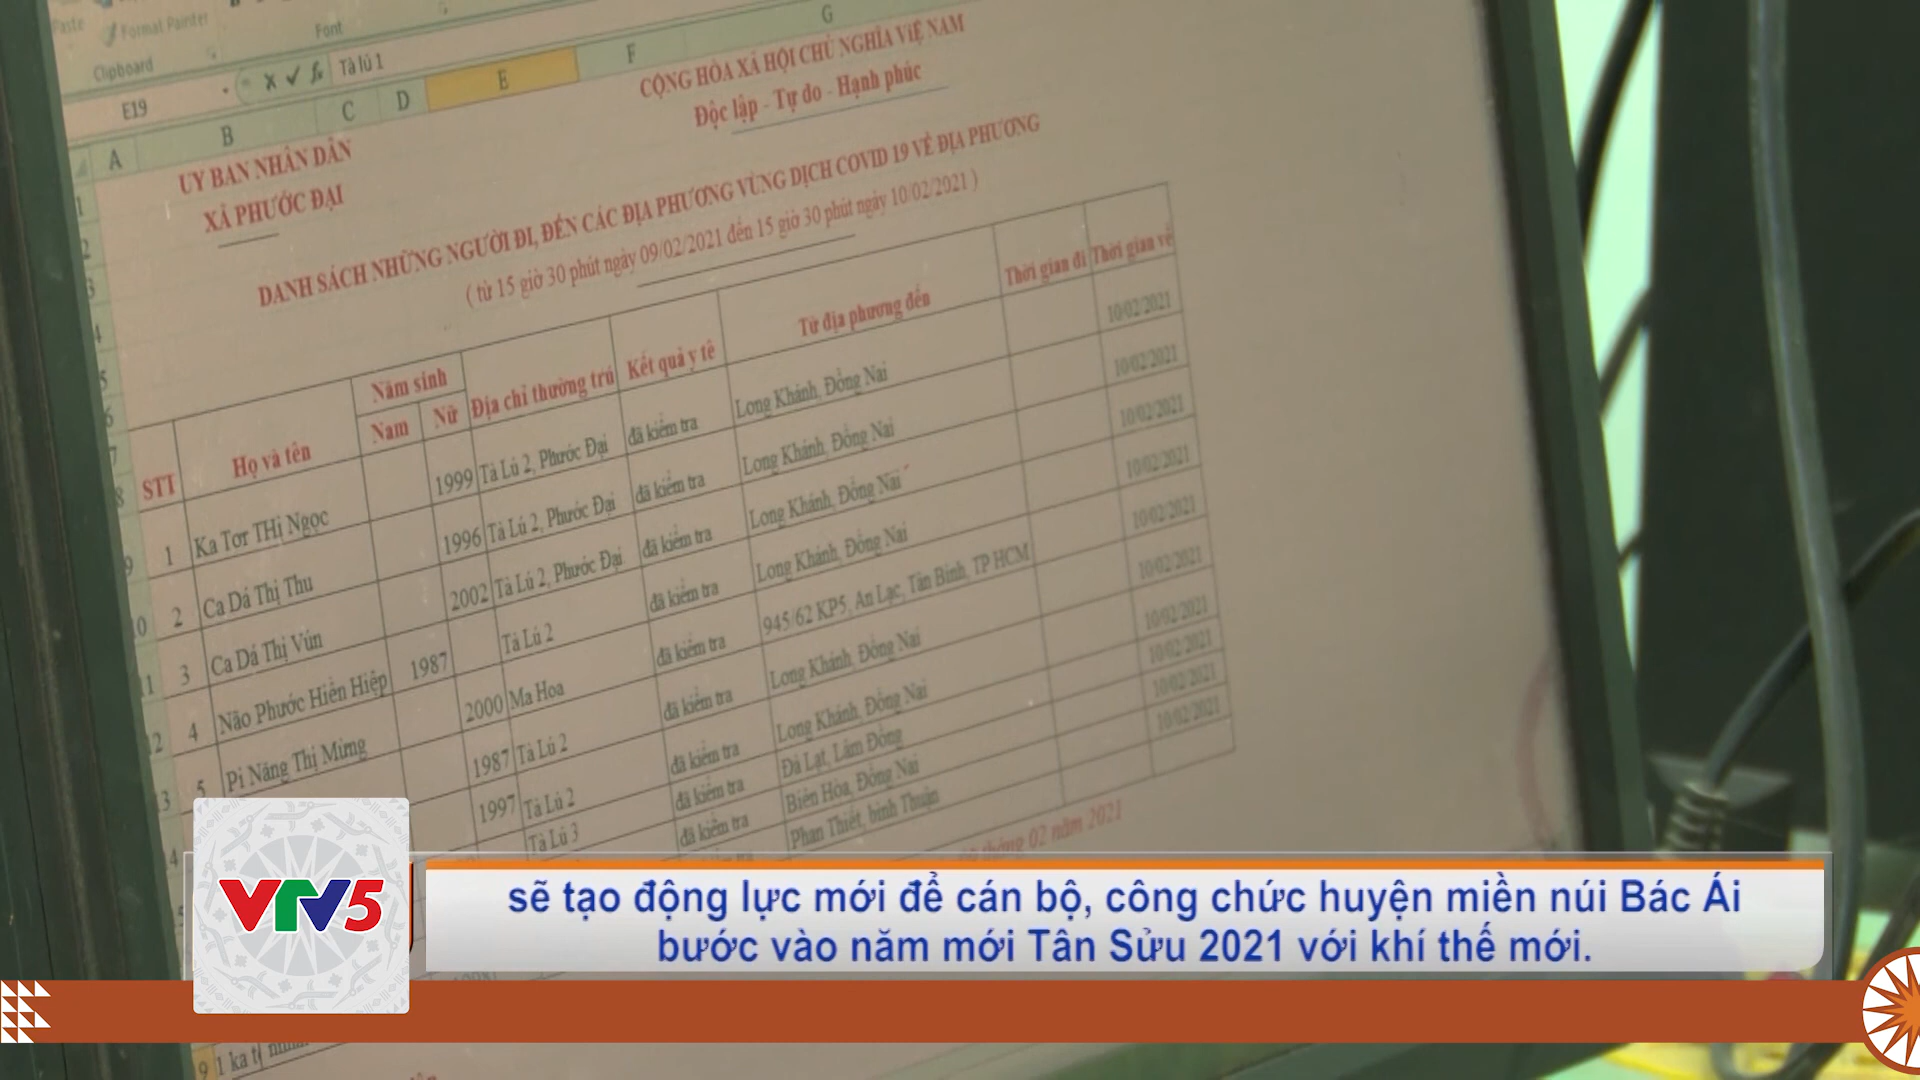 Paste
Format Painter
Clipboard
Font
E19
Tà lú 1
A B C D E F G
CỘNG HÒA XÃ HỘI CHỦ NGHĨA VIỆT NAM
Độc lập - Tự do - Hạnh phúc
UY BAN NHÂN DÂN
XÃ PHƯỚC ĐẠI
DANH SÁCH NHỮNG NGƯỜI ĐI, ĐẾN CÁC ĐỊA PHƯƠNG VÙNG DỊCH COVID 19 VỀ ĐỊA PHƯƠNG
( từ 15 giờ 30 phút ngày 09/02/2021 đến 15 giờ 30 phút ngày 10/02/2021 )
STT Họ và tên Năm sinh Địa chỉ thường trú Kết quả y tế Từ địa phương đến Thời gian đi Thời gian về
Nam Nữ
1 Ka Tơr THị Ngọc 1999 Tà Lú 2, Phước Đại đã kiểm tra Long Khánh, Đồng Nai 10/02/2021
2 Ca Dá Thị Thu 1996 Tà Lú 2, Phước Đại đã kiểm tra Long Khánh, Đồng Nai 10/02/2021
3 Ca Dá Thị Vún 2002 Tà Lú 2, Phước Đại đã kiểm tra Long Khánh, Đồng Nai 10/02/2021
4 Não Phước Hiền Hiệp 1987 Tà Lú 2 đã kiểm tra Long Khánh, Đồng Nai 10/02/2021
5 Pi Năng Thị Mừng 2000 Ma Hoa đã kiểm tra 945/62 KP5, An Lạc, Tân Bình, TP HCM 10/02/2021
1987 Tà Lú 2 đã kiểm tra Long Khánh, Đồng Nai 10/02/2021
1997 Tà Lú 2 đã kiểm tra Long Khánh, Đồng Nai 10/02/2021
Tà Lú 3 đã kiểm tra Đà Lạt, Lâm Đồng 10/02/2021
đã kiểm tra Biên Hòa, Đồng Nai 10/02/2021
Phan Thiết, bình Thuận 10/02/2021
tháng 02 năm 2021
VTV5
sẽ tạo động lực mới để cán bộ, công chức huyện miền núi Bác Ái
bước vào năm mới Tân Sửu 2021 với khí thế mới.